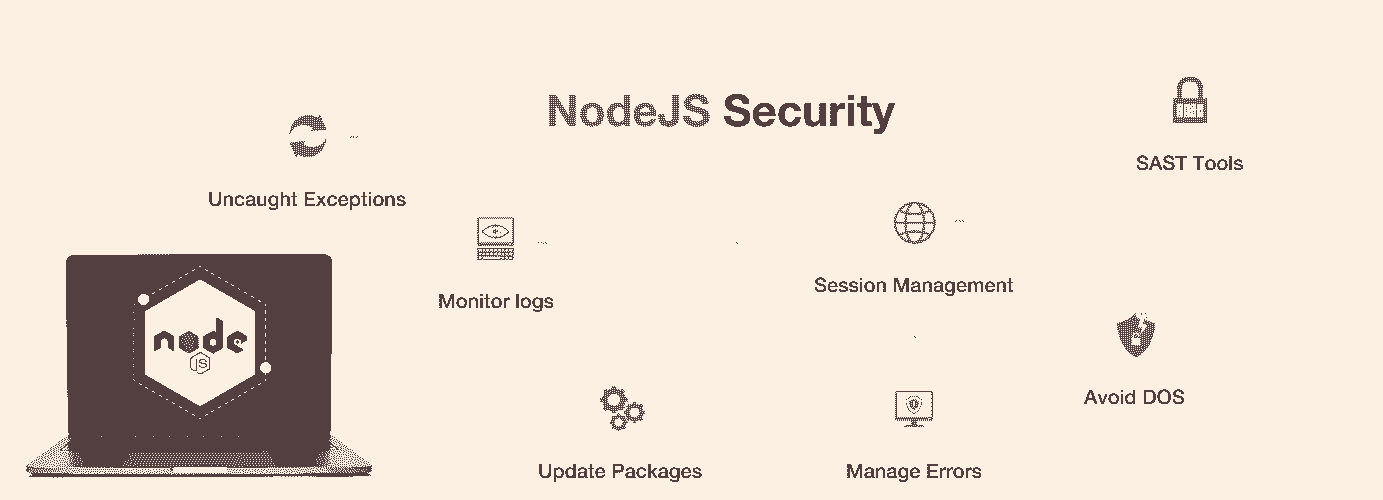 NodeJS Security
SAST Tools
Uncaught Exceptions
Monitor logs
Session Management
node
JS
Avoid DOS
Update Packages
Manage Errors